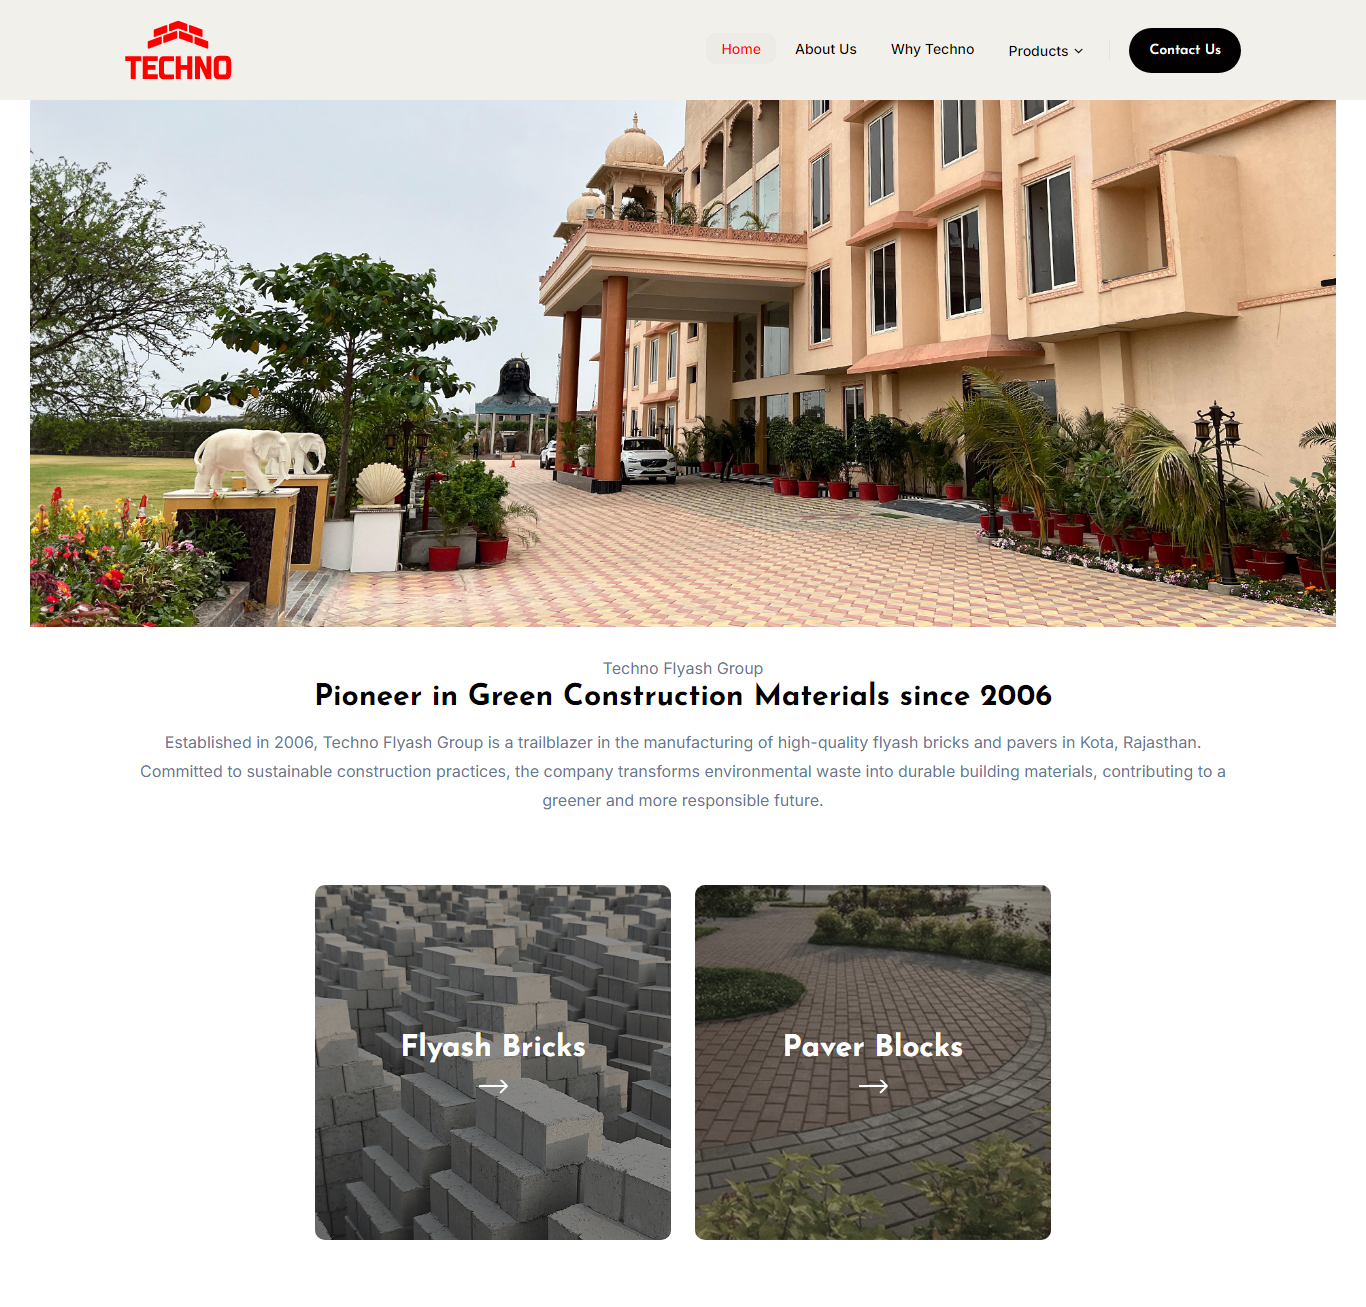 TECHNO
Home
About Us
Why Techno
Products
Contact Us
Techno Flyash Group
Pioneer in Green Construction Materials since 2006
Established in 2006, Techno Flyash Group is a trailblazer in the manufacturing of high-quality flyash bricks and pavers in Kota, Rajasthan.
Committed to sustainable construction practices, the company transforms environmental waste into durable building materials, contributing to a
greener and more responsible future.
Flyash Bricks
Paver Blocks